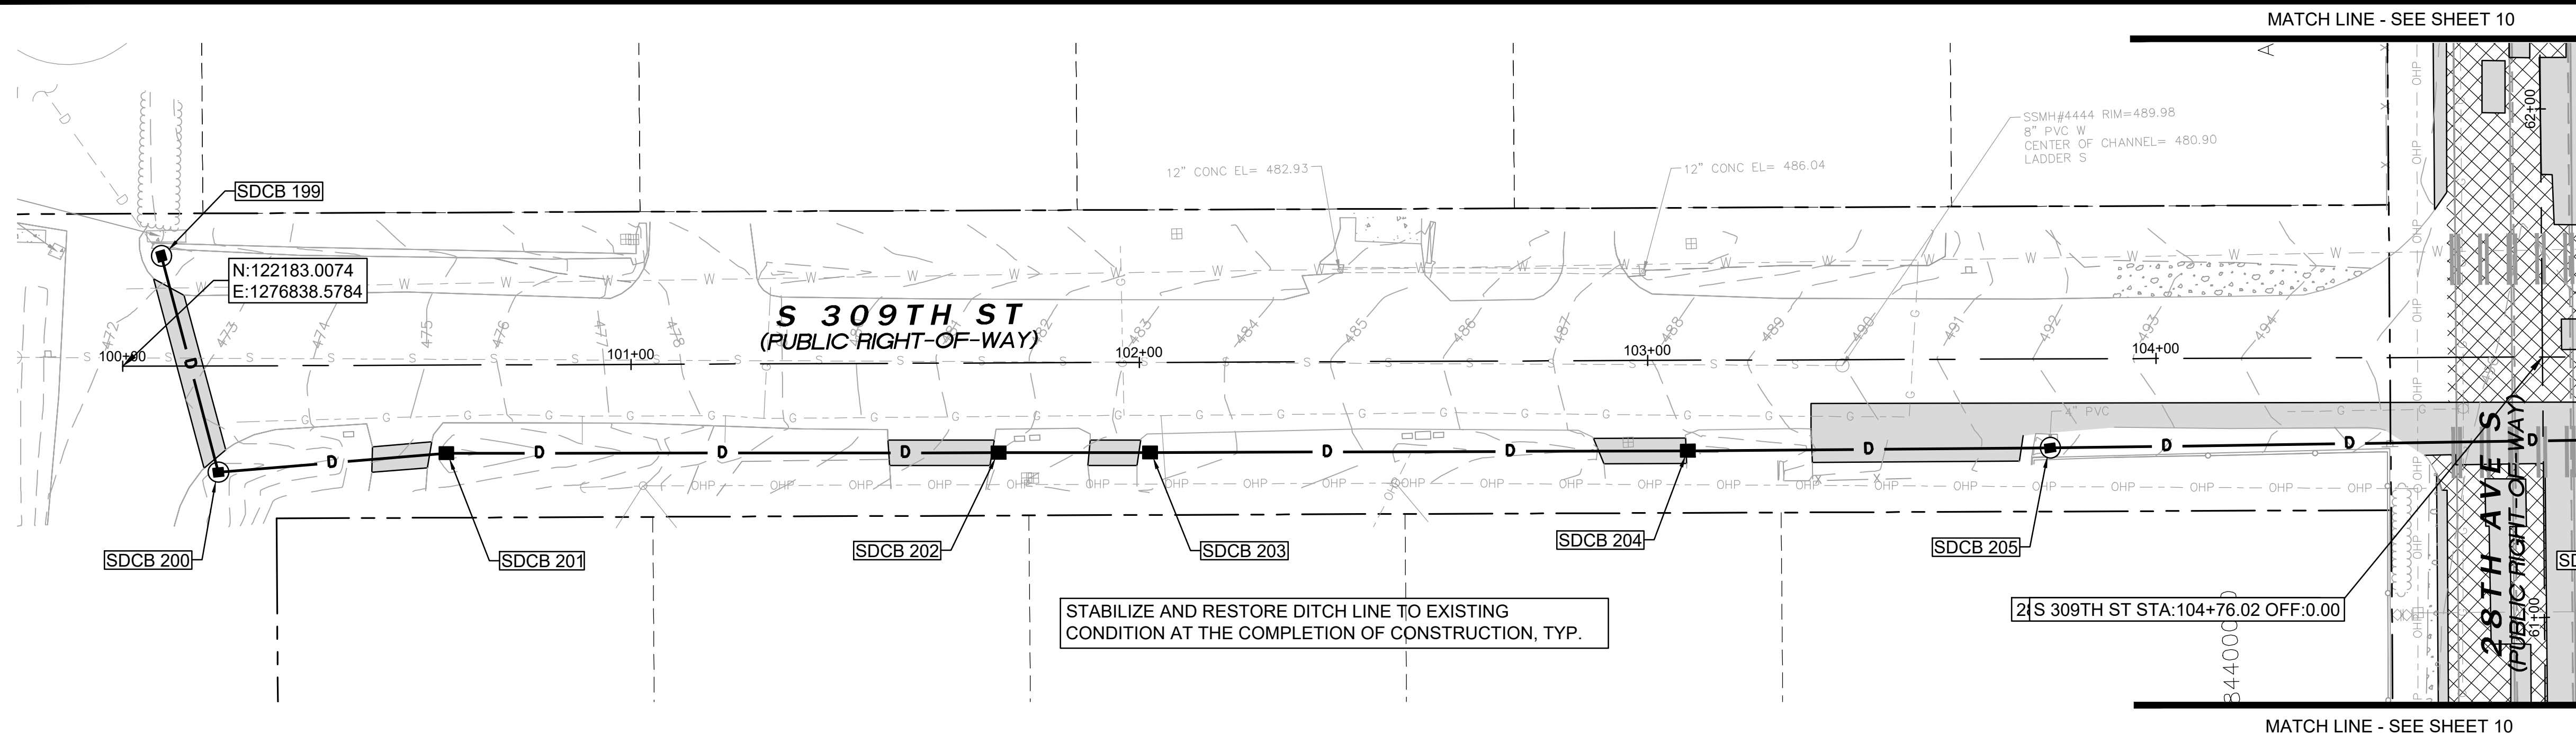 MATCH LINE - SEE SHEET 10
A
SSMH#4444 RIM=489.98
8" PVC W
CENTER OF CHANNEL= 480.90
LADDER S
12" CONC EL= 482.93
12" CONC EL= 486.04
SDCB 199
N:122183.0074
E:1276838.5784
S 309TH ST
(PUBLIC RIGHT-OF-WAY)
472
473
474
475
476
477
478
481
482
483
484
485
486
487
488
489
490
491
492
493
494
100+00
101+00
102+00
103+00
104+00
62+00
61+00
4" PVC
SDCB 200
SDCB 201
SDCB 202
SDCB 203
SDCB 204
SDCB 205
STABILIZE AND RESTORE DITCH LINE TO EXISTING
CONDITION AT THE COMPLETION OF CONSTRUCTION, TYP.
S 309TH ST STA:104+76.02 OFF:0.00
28TH AVE S
(PUBLIC RIGHT-OF-WAY)
D
W
S
G
OHP
MATCH LINE - SEE SHEET 10